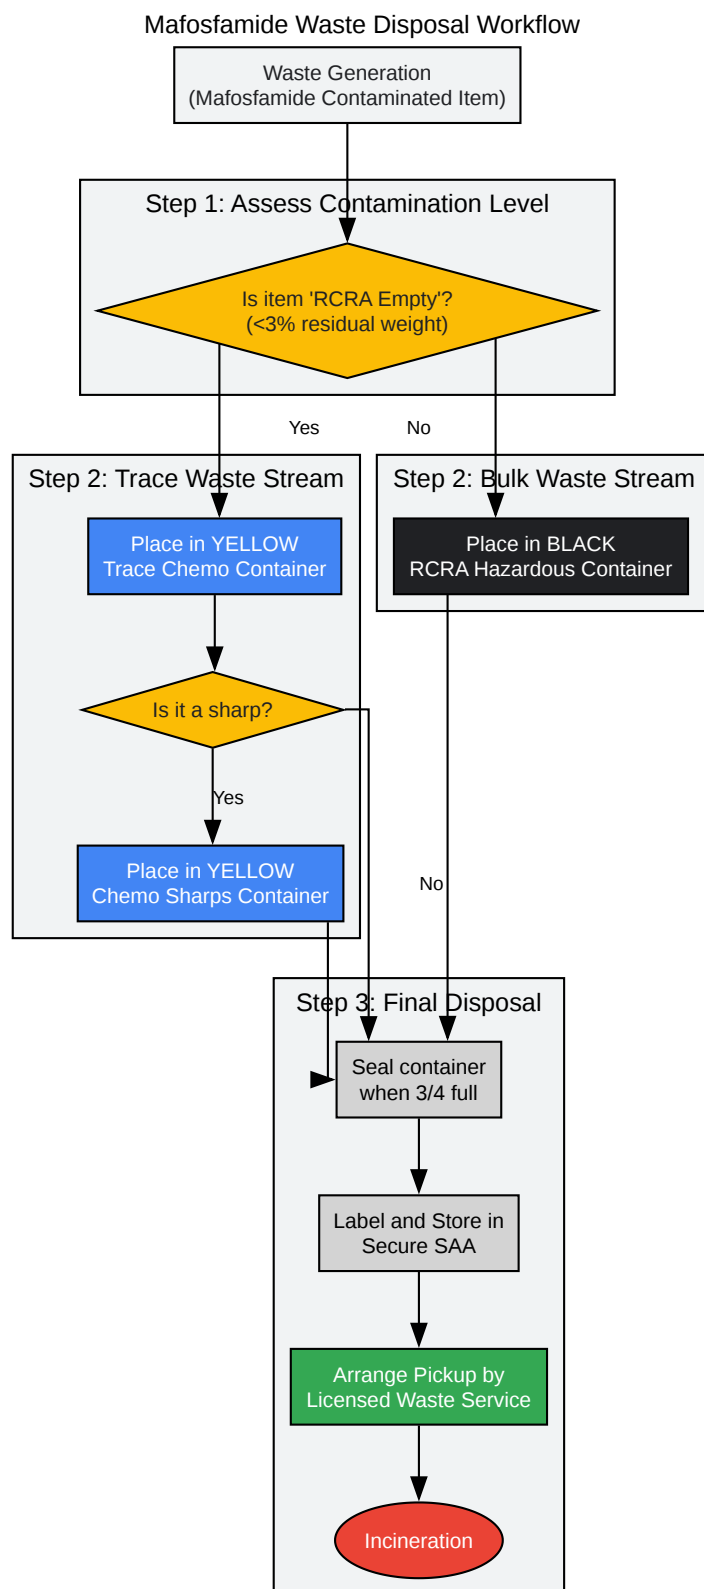 Mafosfamide Waste Disposal Workflow
Waste Generation
(Mafosfamide Contaminated Item)
Step 1: Assess Contamination Level
Is item 'RCRA Empty'?
(<3% residual weight)
Yes
No
Step 2: Trace Waste Stream
Place in YELLOW
Trace Chemo Container
Is it a sharp?
Yes
Place in YELLOW
Chemo Sharps Container
Step 2: Bulk Waste Stream
Place in BLACK
RCRA Hazardous Container
No
Step 3: Final Disposal
Seal container
when 3/4 full
Label and Store in
Secure SAA
Arrange Pickup by
Licensed Waste Service
Incineration